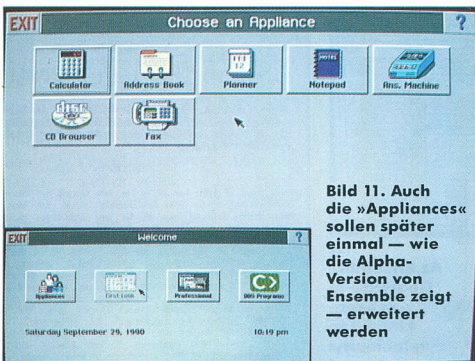 EXIT Choose an Appliance ?
Calculator Address Book Planner Notepad Ans. Machine
CD Browser Fax
Bild 11. Auch
die »Appliances«
sollen später
einmal — wie
die Alpha-
Version von
Ensemble zeigt
— erweitert
werden
EXIT Welcome ?
Appliances First Look Professional DOS Programs
Saturday September 29, 1990 10:19 pm